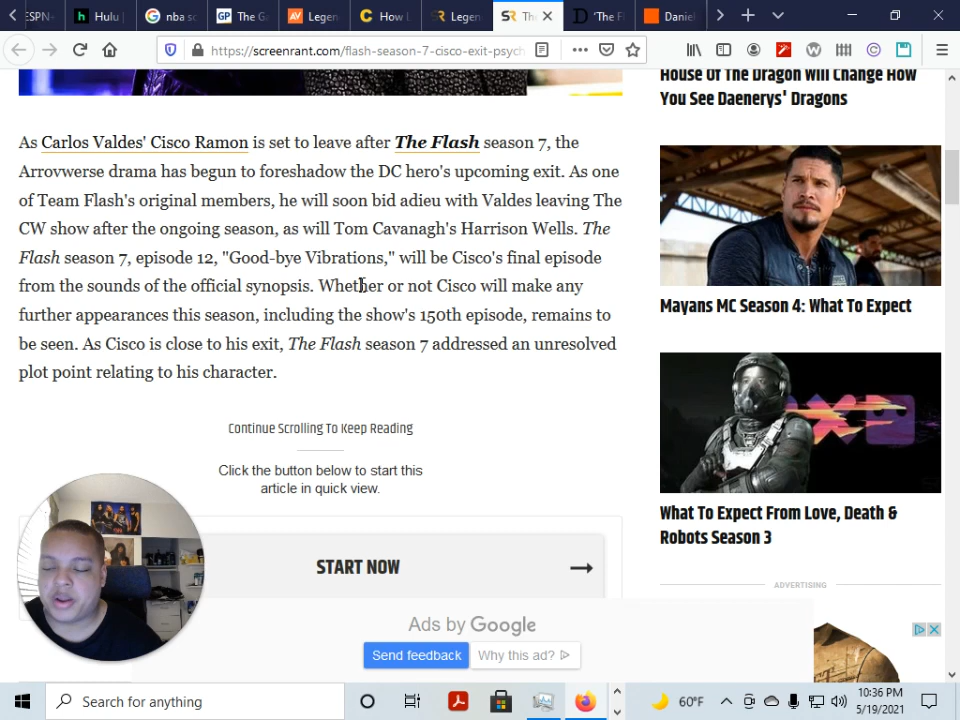 ESPN+
Hulu |
nba sc
GP The G
AV Legen
How L
SR Legen
SR Th
D 'The F
Daniel
https://screenrant.com/flash-season-7-cisco-exit-psych
House Of The Dragon Will Change How
You See Daenerys' Dragons
As Carlos Valdes' Cisco Ramon is set to leave after The Flash season 7, the
Arrovwerse drama has begun to foreshadow the DC hero's upcoming exit. As one
of Team Flash's original members, he will soon bid adieu with Valdes leaving The
CW show after the ongoing season, as will Tom Cavanagh's Harrison Wells. The
Flash season 7, episode 12, "Good-bye Vibrations," will be Cisco's final episode
from the sounds of the official synopsis. Whether or not Cisco will make any
further appearances this season, including the show's 150th episode, remains to
be seen. As Cisco is close to his exit, The Flash season 7 addressed an unresolved
plot point relating to his character.
Mayans MC Season 4: What To Expect
Continue Scrolling To Keep Reading
Click the button below to start this
article in quick view.
START NOW
What To Expect From Love, Death &
Robots Season 3
ADVERTISING
Ads by Google
Send feedback
Why this ad?
Search for anything
60°F
10:36 PM
5/19/2021